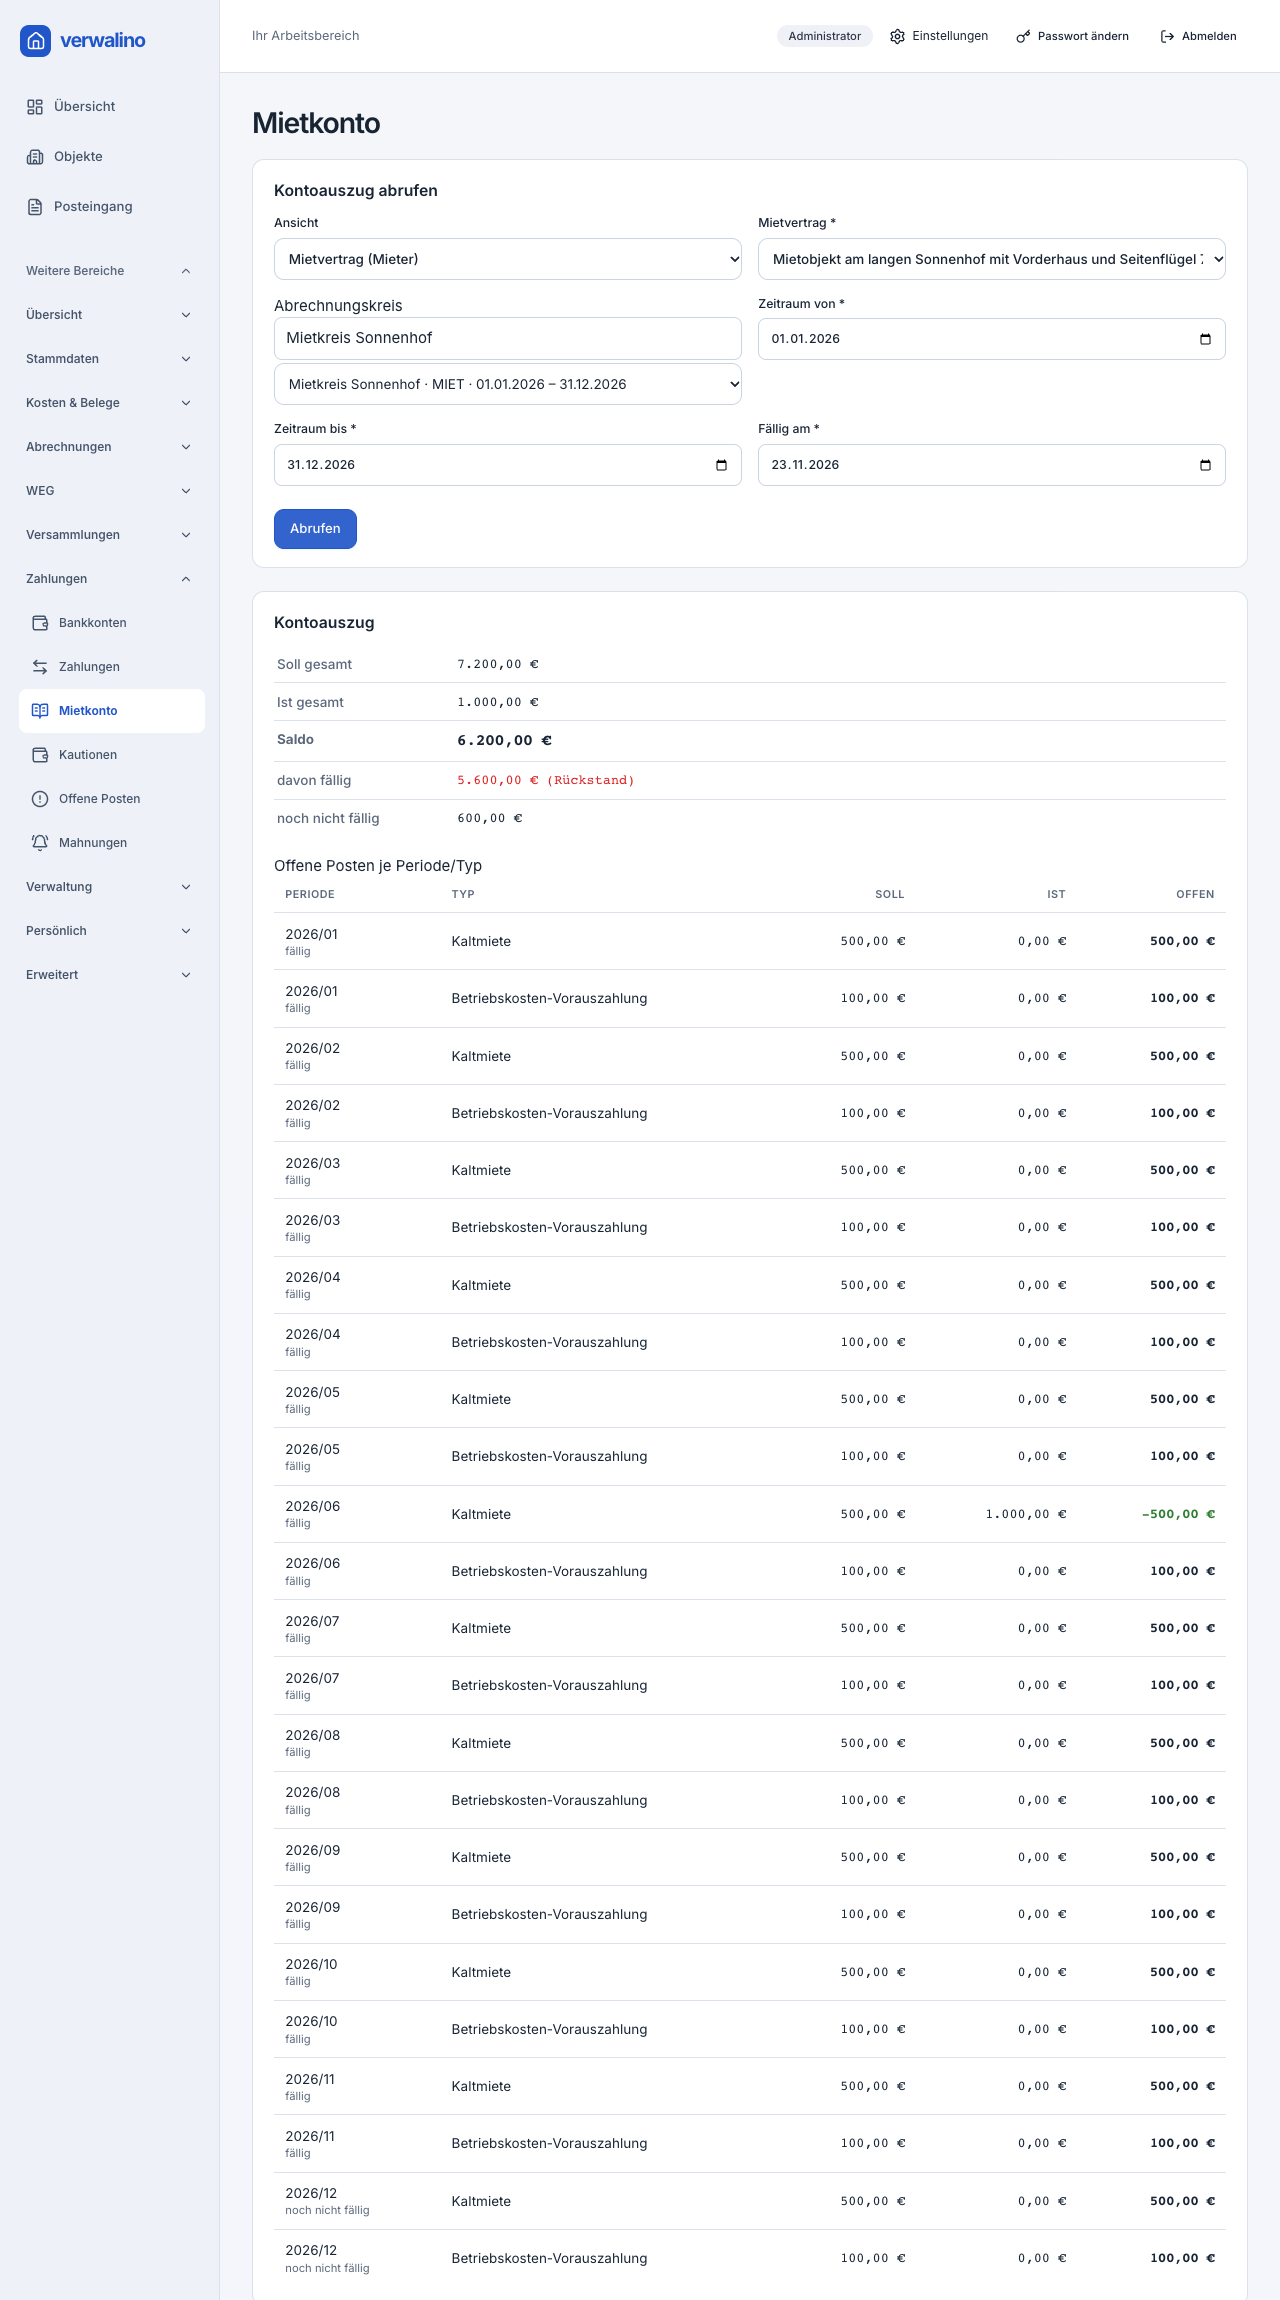 verwalino
Ihr Arbeitsbereich
Administrator
Einstellungen
Passwort ändern
Abmelden
Übersicht
Objekte
Posteingang
Weitere Bereiche
Übersicht
Stammdaten
Kosten & Belege
Abrechnungen
WEG
Versammlungen
Zahlungen
Bankkonten
Zahlungen
Mietkonto
Kautionen
Offene Posten
Mahnungen
Verwaltung
Persönlich
Erweitert
Mietkonto
Kontoauszug abrufen
Ansicht
Mietvertrag (Mieter)
Mietvertrag *
Mietobjekt am langen Sonnenhof mit Vorderhaus und Seitenflügel
Abrechnungskreis
Mietkreis Sonnenhof
Mietkreis Sonnenhof · MIET · 01.01.2026 – 31.12.2026
Zeitraum von *
01.01.2026
Zeitraum bis *
31.12.2026
Fällig am *
23.11.2026
Abrufen
Kontoauszug
Soll gesamt 7.200,00 €
Ist gesamt 1.000,00 €
Saldo 6.200,00 €
davon fällig 5.600,00 € (Rückstand)
noch nicht fällig 600,00 €
Offene Posten je Periode/Typ
PERIODE TYP SOLL IST OFFEN
2026/01 Kaltmiete 500,00 € 0,00 € 500,00 €
fällig
2026/01 Betriebskosten-Vorauszahlung 100,00 € 0,00 € 100,00 €
fällig
2026/02 Kaltmiete 500,00 € 0,00 € 500,00 €
fällig
2026/02 Betriebskosten-Vorauszahlung 100,00 € 0,00 € 100,00 €
fällig
2026/03 Kaltmiete 500,00 € 0,00 € 500,00 €
fällig
2026/03 Betriebskosten-Vorauszahlung 100,00 € 0,00 € 100,00 €
fällig
2026/04 Kaltmiete 500,00 € 0,00 € 500,00 €
fällig
2026/04 Betriebskosten-Vorauszahlung 100,00 € 0,00 € 100,00 €
fällig
2026/05 Kaltmiete 500,00 € 0,00 € 500,00 €
fällig
2026/05 Betriebskosten-Vorauszahlung 100,00 € 0,00 € 100,00 €
fällig
2026/06 Kaltmiete 500,00 € 1.000,00 € -500,00 €
fällig
2026/06 Betriebskosten-Vorauszahlung 100,00 € 0,00 € 100,00 €
fällig
2026/07 Kaltmiete 500,00 € 0,00 € 500,00 €
fällig
2026/07 Betriebskosten-Vorauszahlung 100,00 € 0,00 € 100,00 €
fällig
2026/08 Kaltmiete 500,00 € 0,00 € 500,00 €
fällig
2026/08 Betriebskosten-Vorauszahlung 100,00 € 0,00 € 100,00 €
fällig
2026/09 Kaltmiete 500,00 € 0,00 € 500,00 €
fällig
2026/09 Betriebskosten-Vorauszahlung 100,00 € 0,00 € 100,00 €
fällig
2026/10 Kaltmiete 500,00 € 0,00 € 500,00 €
fällig
2026/10 Betriebskosten-Vorauszahlung 100,00 € 0,00 € 100,00 €
fällig
2026/11 Kaltmiete 500,00 € 0,00 € 500,00 €
fällig
2026/11 Betriebskosten-Vorauszahlung 100,00 € 0,00 € 100,00 €
fällig
2026/12 Kaltmiete 500,00 € 0,00 € 500,00 €
noch nicht fällig
2026/12 Betriebskosten-Vorauszahlung 100,00 € 0,00 € 100,00 €
noch nicht fällig